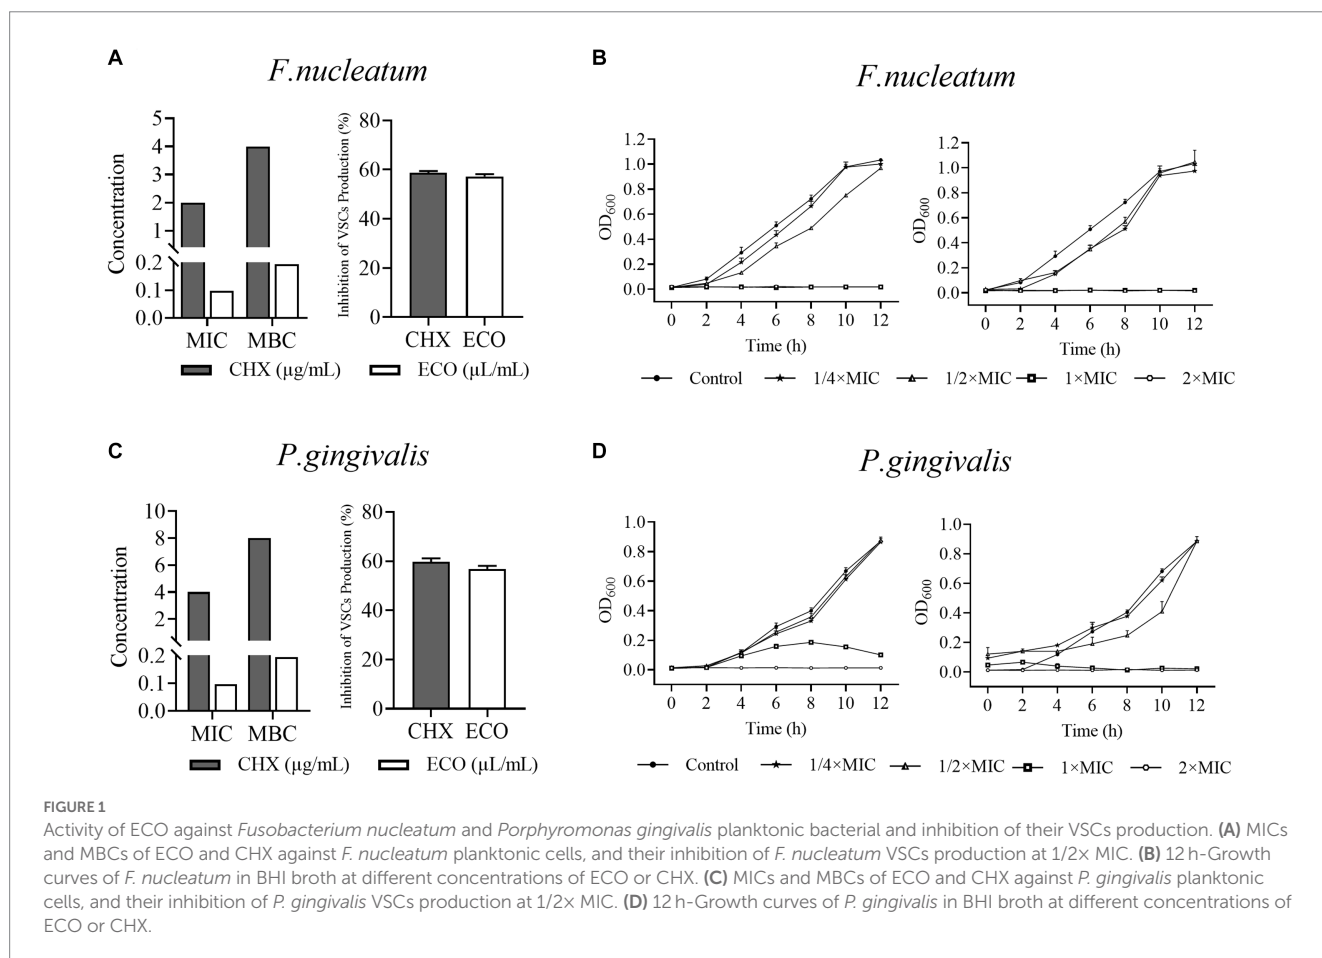 A
F.nucleatum
Concentration
5
4
3
2
1
0.2
0.1
0.0
MIC MBC
Inhibition of VSCs Production (%)
80
60
40
20
0
CHX ECO
CHX (μg/mL) ECO (μL/mL)
B
F.nucleatum
OD600
1.2
1.0
0.8
0.6
0.4
0.2
0.0
0 2 4 6 8 10 12
Time (h)
OD600
1.2
1.0
0.8
0.6
0.4
0.2
0.0
0 2 4 6 8 10 12
Time (h)
Control 1/4×MIC 1/2×MIC 1×MIC 2×MIC
C
P.gingivalis
Concentration
10
8
6
4
2
0.2
0.1
0.0
MIC MBC
Inhibition of VSCs Production (%)
80
60
40
20
0
CHX ECO
CHX (μg/mL) ECO (μL/mL)
D
P.gingivalis
OD600
1.0
0.8
0.6
0.4
0.2
0.0
0 2 4 6 8 10 12
Time (h)
OD600
1.0
0.8
0.6
0.4
0.2
0.0
0 2 4 6 8 10 12
Time (h)
Control 1/4×MIC 1/2×MIC 1×MIC 2×MIC
FIGURE 1
Activity of ECO against Fusobacterium nucleatum and Porphyromonas gingivalis planktonic bacterial and inhibition of their VSCs production. (A) MICs
and MBCs of ECO and CHX against F. nucleatum planktonic cells, and their inhibition of F. nucleatum VSCs production at 1/2× MIC. (B) 12 h-Growth
curves of F. nucleatum in BHI broth at different concentrations of ECO or CHX. (C) MICs and MBCs of ECO and CHX against P. gingivalis planktonic
cells, and their inhibition of P. gingivalis VSCs production at 1/2× MIC. (D) 12 h-Growth curves of P. gingivalis in BHI broth at different concentrations of
ECO or CHX.